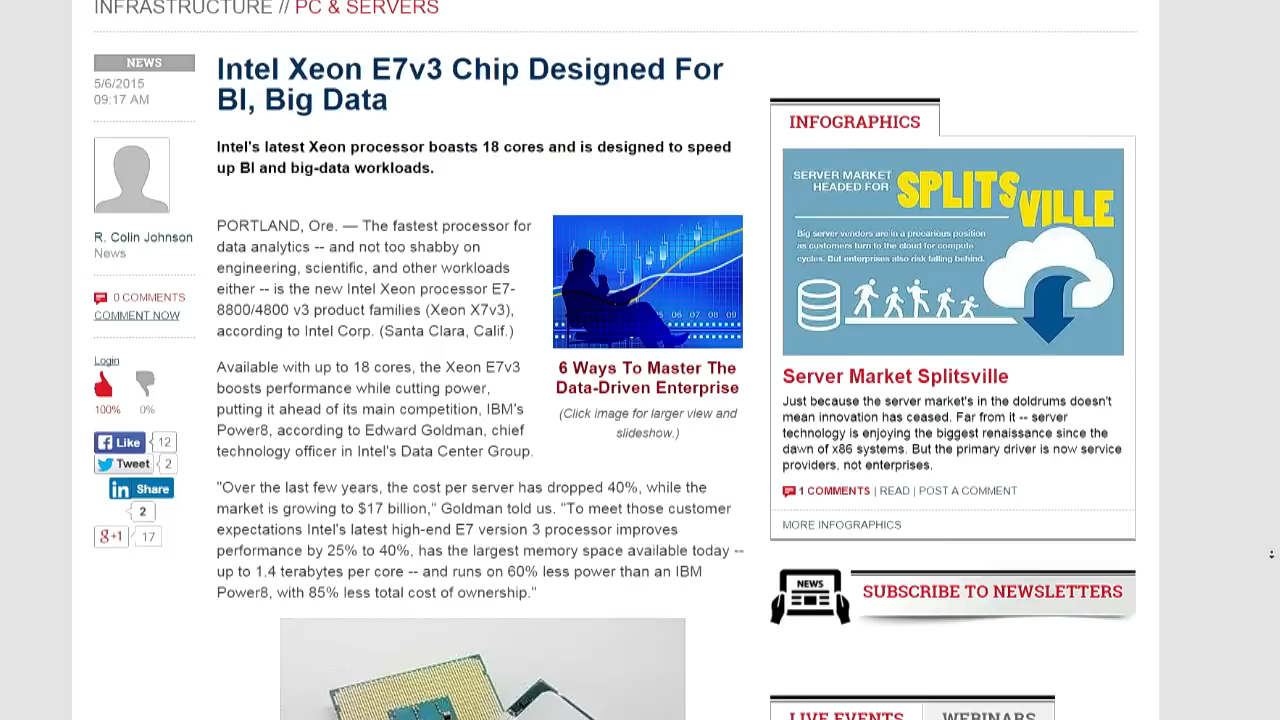 INFRASTRUCTURE // PC & SERVERS
NEWS
5/6/2015
09:17 AM
R. Colin Johnson
News
0 COMMENTS
COMMENT NOW
Login
100% 0%
Like 12
Tweet 2
in Share
2
g+1 17
Intel Xeon E7v3 Chip Designed For
BI, Big Data
Intel's latest Xeon processor boasts 18 cores and is designed to speed
up BI and big-data workloads.
PORTLAND, Ore. — The fastest processor for
data analytics -- and not too shabby on
engineering, scientific, and other workloads
either -- is the new Intel Xeon processor E7-
8800/4800 v3 product families (Xeon X7v3),
according to Intel Corp. (Santa Clara, Calif.)
06 07 08 09
6 Ways To Master The
Data-Driven Enterprise
(Click image for larger view and
slideshow.)
Available with up to 18 cores, the Xeon E7v3
boosts performance while cutting power,
putting it ahead of its main competition, IBM's
Power8, according to Edward Goldman, chief
technology officer in Intel's Data Center Group.
"Over the last few years, the cost per server has dropped 40%, while the
market is growing to $17 billion," Goldman told us. "To meet those customer
expectations Intel's latest high-end E7 version 3 processor improves
performance by 25% to 40%, has the largest memory space available today --
up to 1.4 terabytes per core -- and runs on 60% less power than an IBM
Power8, with 85% less total cost of ownership."
INFOGRAPHICS
SERVER MARKET
HEADED FOR
SPLITSVILLE
Big server vendors are in a precarious position
as customers turn to the cloud for compute
cycles. But enterprises also risk falling behind.
Server Market Splitsville
Just because the server market's in the doldrums doesn't
mean innovation has ceased. Far from it -- server
technology is enjoying the biggest renaissance since the
dawn of x86 systems. But the primary driver is now service
providers, not enterprises.
1 COMMENTS | READ | POST A COMMENT
MORE INFOGRAPHICS
NEWS
SUBSCRIBE TO NEWSLETTERS
LIVE EVENTS WEBINARS